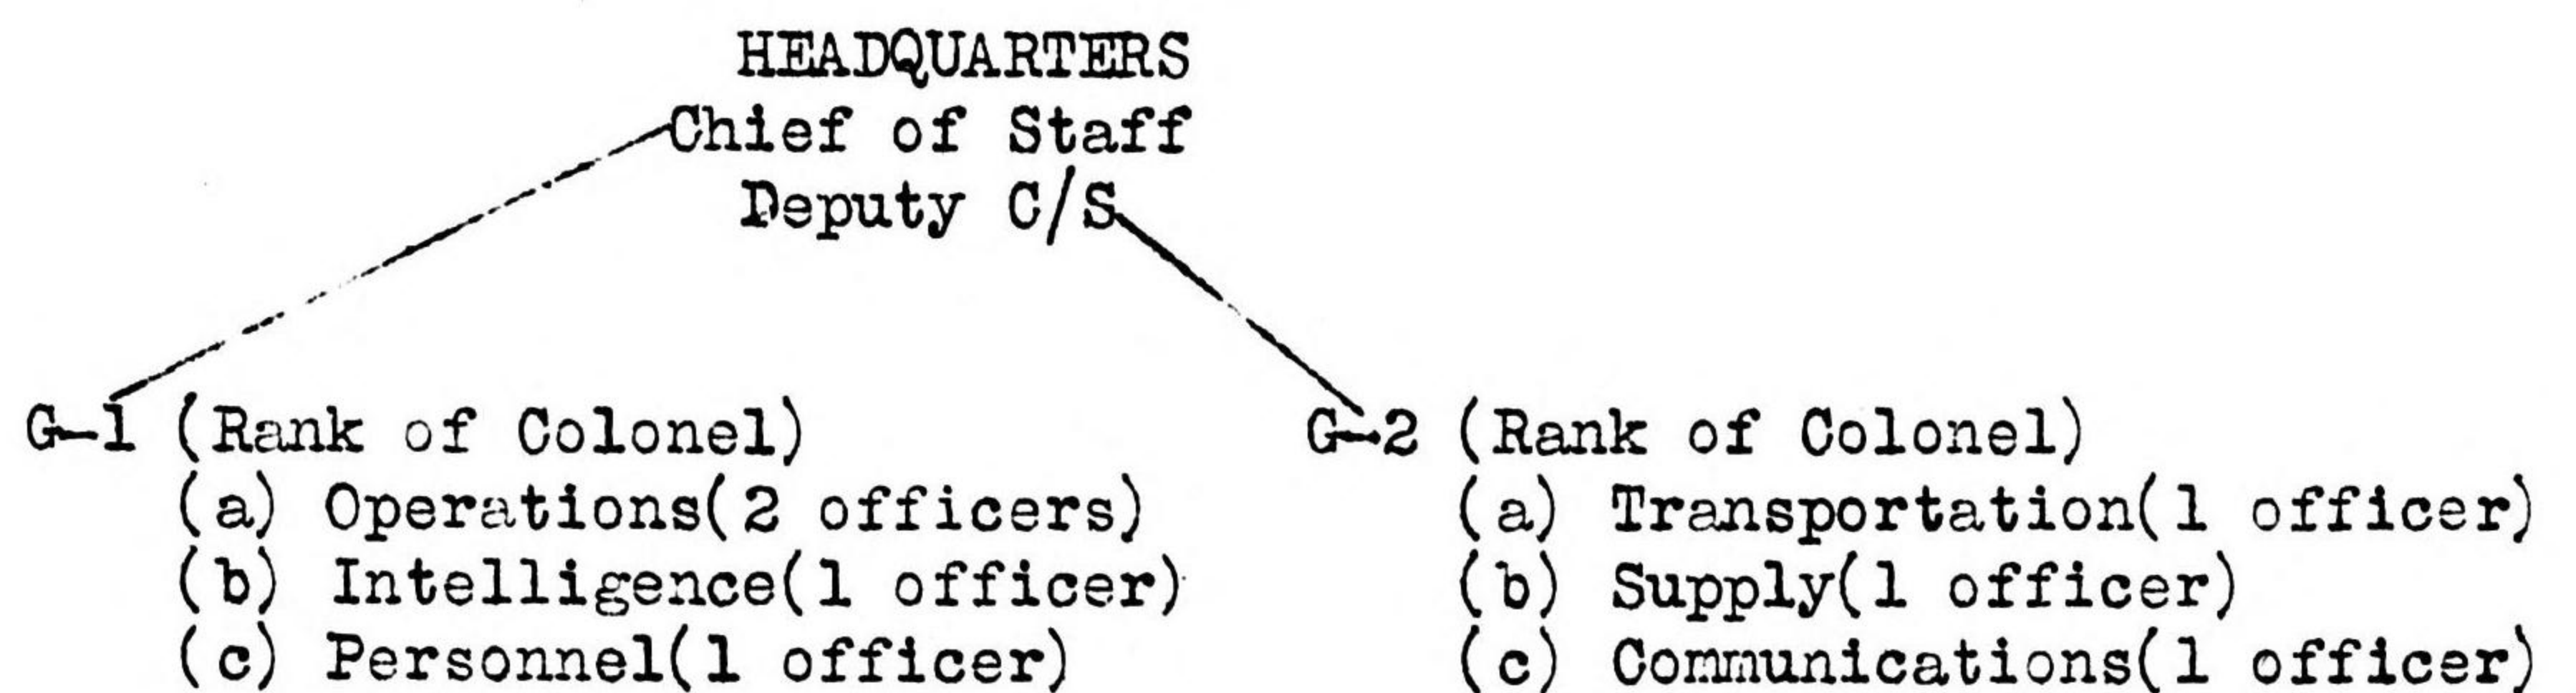 HEADQUARTERS
Chief of Staff
Deputy C/S
G-1 (Rank of Colonel)
(a) Operations(2 officers)
(b) Intelligence(1 officer)
(c) Personnel(1 officer)
G-2 (Rank of Colonel)
(a) Transportation(1 officer)
(b) Supply(1 officer)
(c) Communications(1 officer)